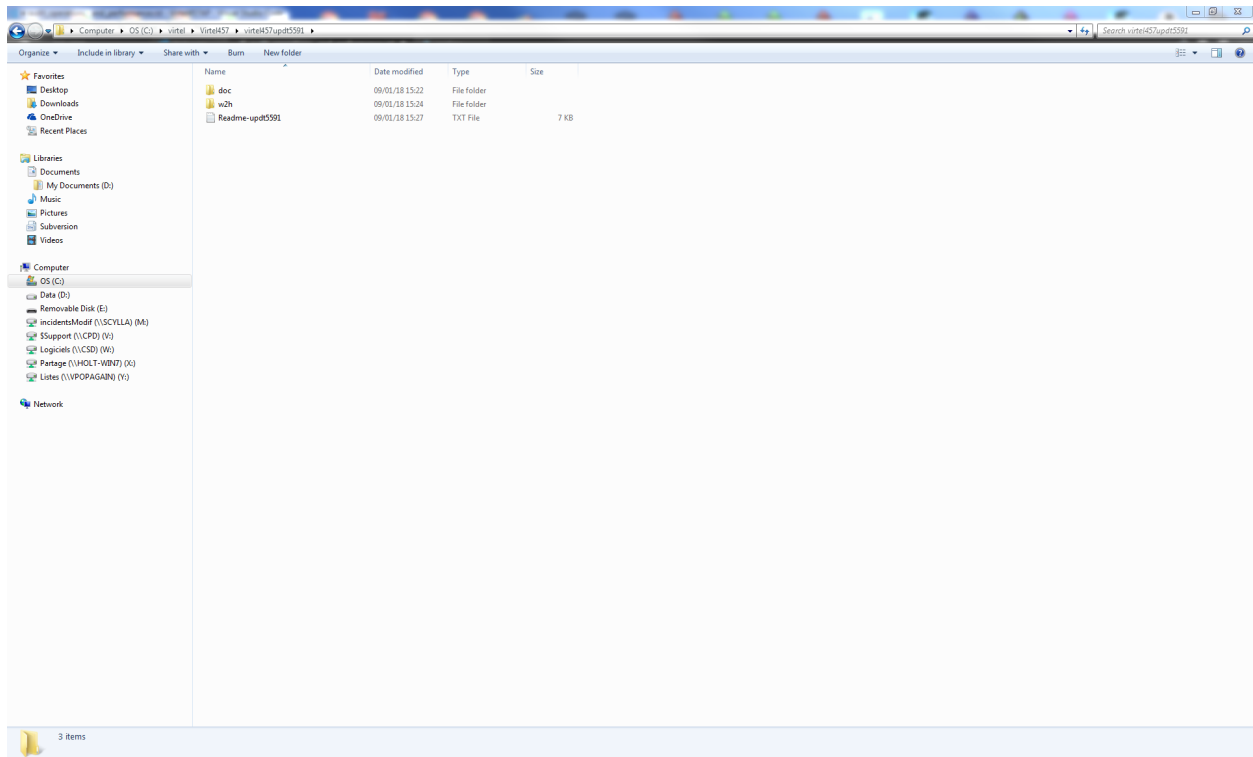 Computer OS (C:) virtel Virtel457 virtel457updt5591
Search virtel457updt5591
Organize Include in library Share with Burn New folder
Name Date modified Type Size
Favorites
Desktop
Downloads
OneDrive
Recent Places
Libraries
Documents
My Documents (D:)
Music
Pictures
Subversion
Videos
Computer
OS (C:)
Data (D:)
Removable Disk (E:)
incidentsModif (\\SCYLLA) (M:)
$Support (\\CPD) (V:)
Logiciels (\\CSD) (W:)
Partage (\\HOLT-WIN7) (X:)
Listes (\\VPOPAGAIN) (Y:)
Network
doc 09/01/18 15:22 File folder
w2h 09/01/18 15:24 File folder
Readme-updt5591 09/01/18 15:27 TXT File 7 KB
3 items